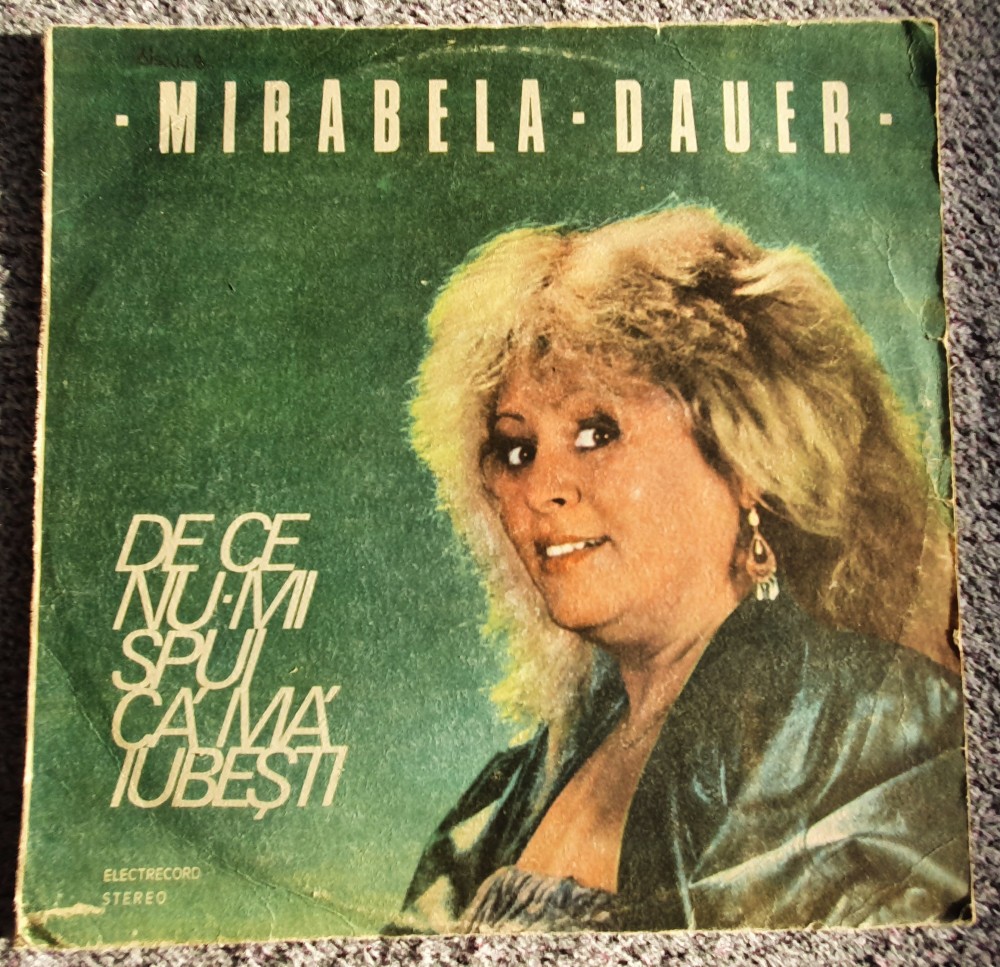 · MIRABELA · DAUER ·
DE CE
NU-MI
SPUI
CĂ MĂ
IUBEȘTI
ELECTRECORD
STEREO